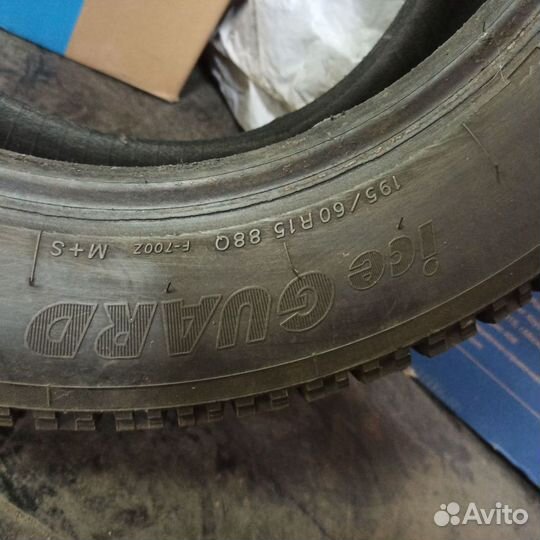 195/60R15 88Q F-700Z M+S
ice GUARD
Avito